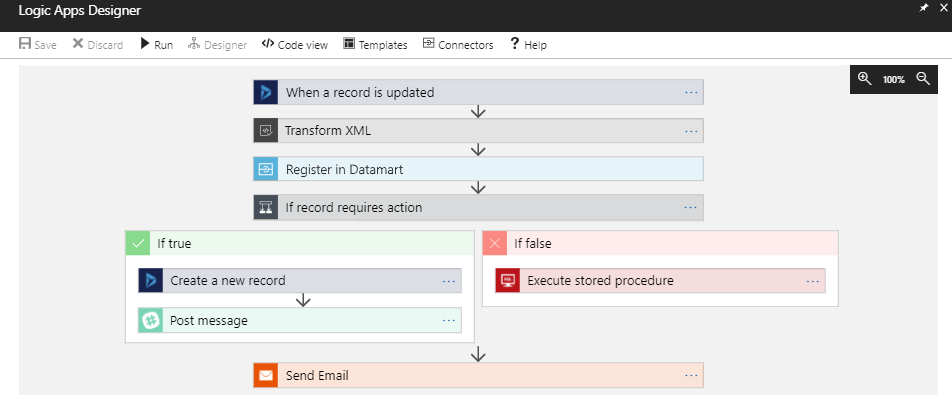 Logic Apps Designer
Save Discard Run Designer Code view Templates Connectors ? Help
100%
When a record is updated ...
Transform XML ...
Register in Datamart
If record requires action ...
If true
If false
Create a new record ...
Execute stored procedure ...
Post message ...
Send Email ...